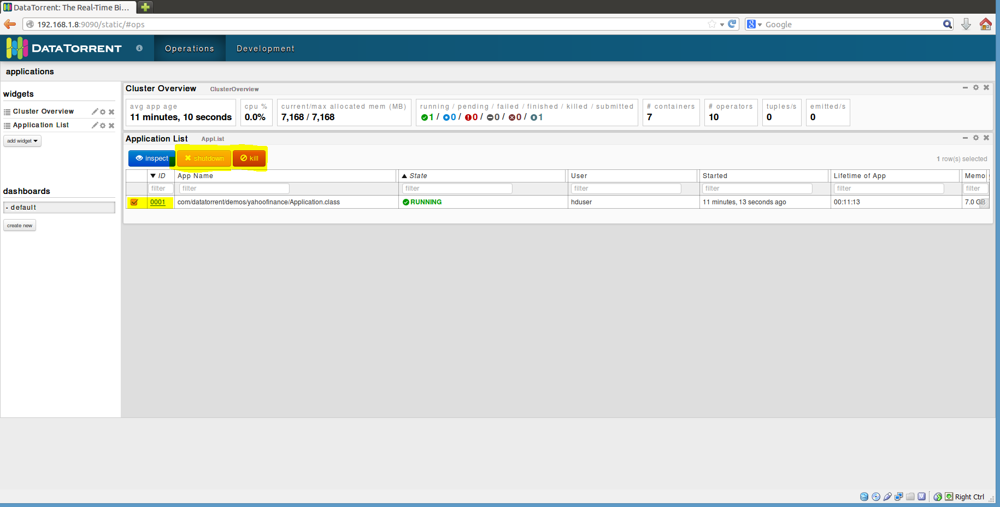 DataTorrent: The Real-Time Bi...
192.168.1.8:9090/static/#ops
Google
DATATORRENT
Operations
Development
applications
widgets
Cluster Overview
Application List
add widget
dashboards
default
create new
Cluster Overview ClusterOverview
avg app age
11 minutes, 10 seconds
cpu %
0.0%
current/max allocated mem (MB)
7,168 / 7,168
running / pending / failed / finished / killed / submitted
1 / 0 / 0 / 0 / 0 / 1
# containers
7
# operators
10
tuples/s
0
emitted/s
0
Application List AppList
inspect shutdown kill
1 row(s) selected
ID App Name State User Started Lifetime of App Memo
filter filter filter filter filter filter filter
0001 com/datatorrent/demos/yahoofinance/Application.class RUNNING hduser 11 minutes, 13 seconds ago 00:11:13 7.0 GB
Right Ctrl